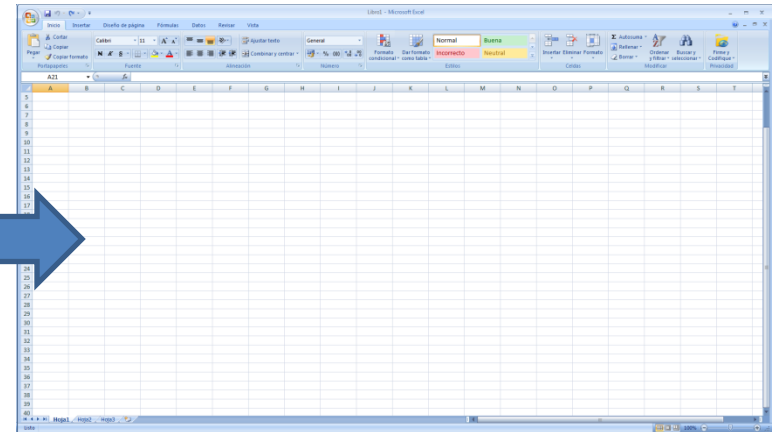 Libro1 - Microsoft Excel
Inicio Insertar Diseño de página Fórmulas Datos Revisar Vista
Cortar
Copiar
Copiar formato
Pegar
Portapapeles
Calibri 11
N K S
Fuente
Ajustar texto
Combinar y centrar
Alineación
General
% 000
Número
Formato condicional
Dar formato como tabla
Normal Buena
Incorrecto Neutral
Estilos
Insertar Eliminar Formato
Celdas
Autosuma
Rellenar
Borrar
Ordenar y filtrar
Buscar y seleccionar
Modificar
Firme y Codifique
Privacidad
A21 fx
A B C D E F G H I J K L M N O P Q R S T
5
6
7
8
9
10
11
12
13
14
15
16
17
24
25
26
27
28
29
30
31
32
33
34
35
36
37
38
39
40
Hoja1 Hoja2 Hoja3
Listo 100%